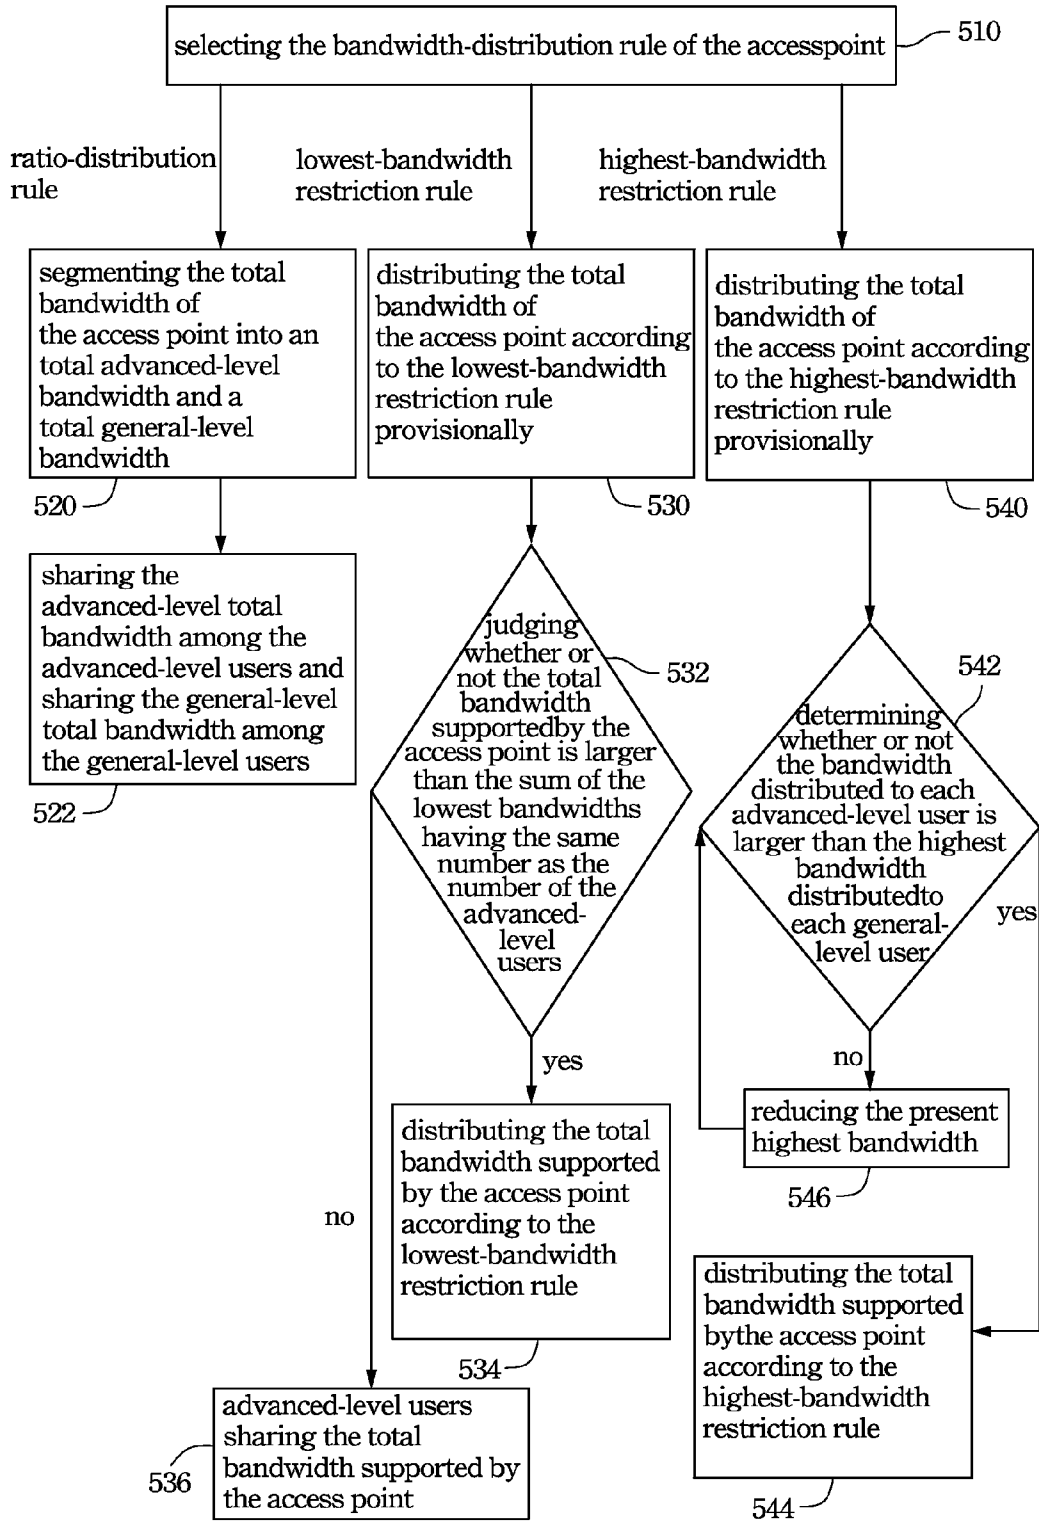 selecting the bandwidth-distribution rule of the accesspoint
510
ratio-distribution
rule
lowest-bandwidth
restriction rule
highest-bandwidth
restriction rule
segmenting the total
bandwidth of
the access point into an
total advanced-level
bandwidth and a
total general-level
bandwidth
520
distributing the total
bandwidth of
the access point according
to the lowest-bandwidth
restriction rule
provisionally
530
distributing the total
bandwidth of
the access point according
to the highest-bandwidth
restriction rule
provisionally
540
sharing the
advanced-level total
bandwidth among the
advanced-level users and
sharing the general-level
total bandwidth among
the general-level users
522
judging
whether or
not the total
bandwidth
supportedby the
access point is larger
than the sum of the
lowest bandwidths
having the same
number as the
number of the
advanced-
level
users
532
determining
whether or not
the bandwidth
distributed to each
advanced-level user is
larger than the highest
bandwidth
distributedto
each general-
level user
542
yes
no
yes
no
reducing the present
highest bandwidth
546
distributing the total
bandwidth supported
by the access point
according to the
lowest-bandwidth
restriction rule
534
distributing the total
bandwidth supported
bythe access point
according to the
highest-bandwidth
restriction rule
544
advanced-level users
sharing the total
bandwidth supported by
the access point
536